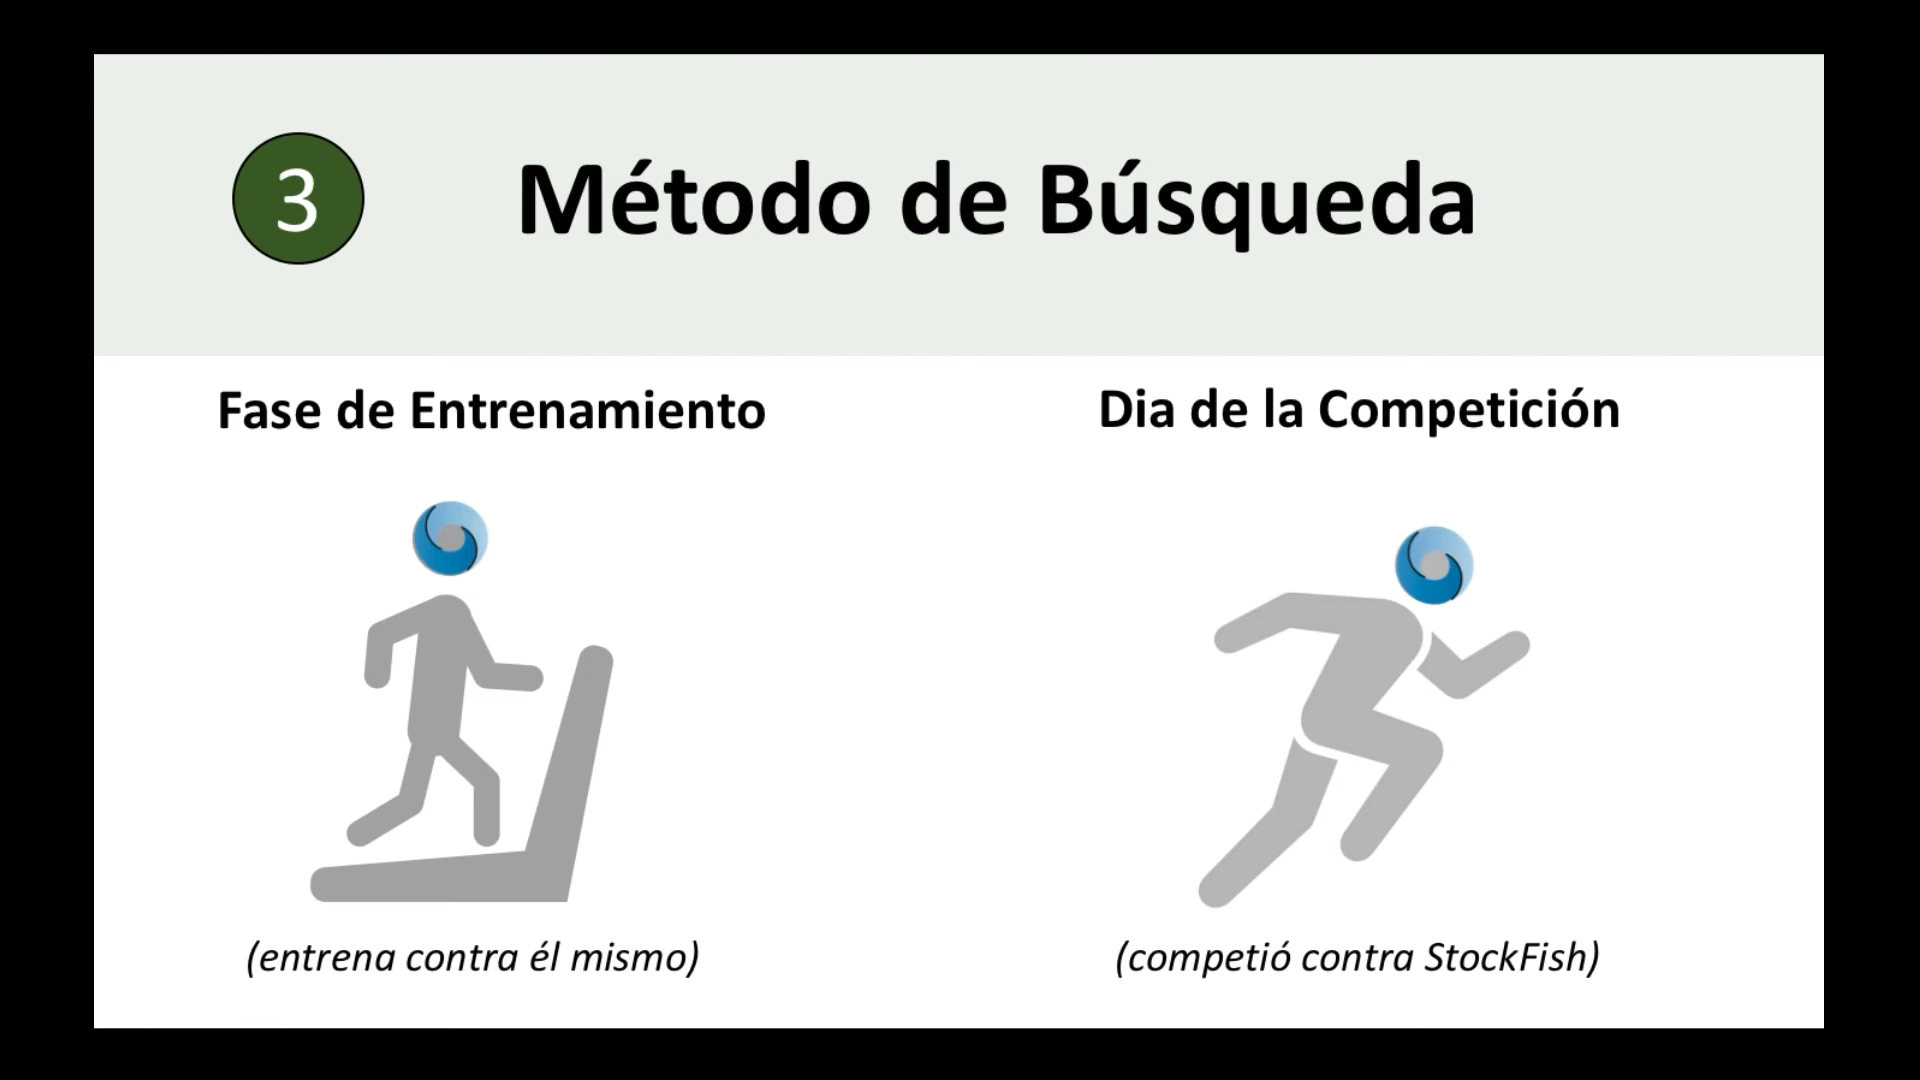 3
Método de Búsqueda
Fase de Entrenamiento
Dia de la Competición
(entrena contra él mismo)
(competió contra StockFish)